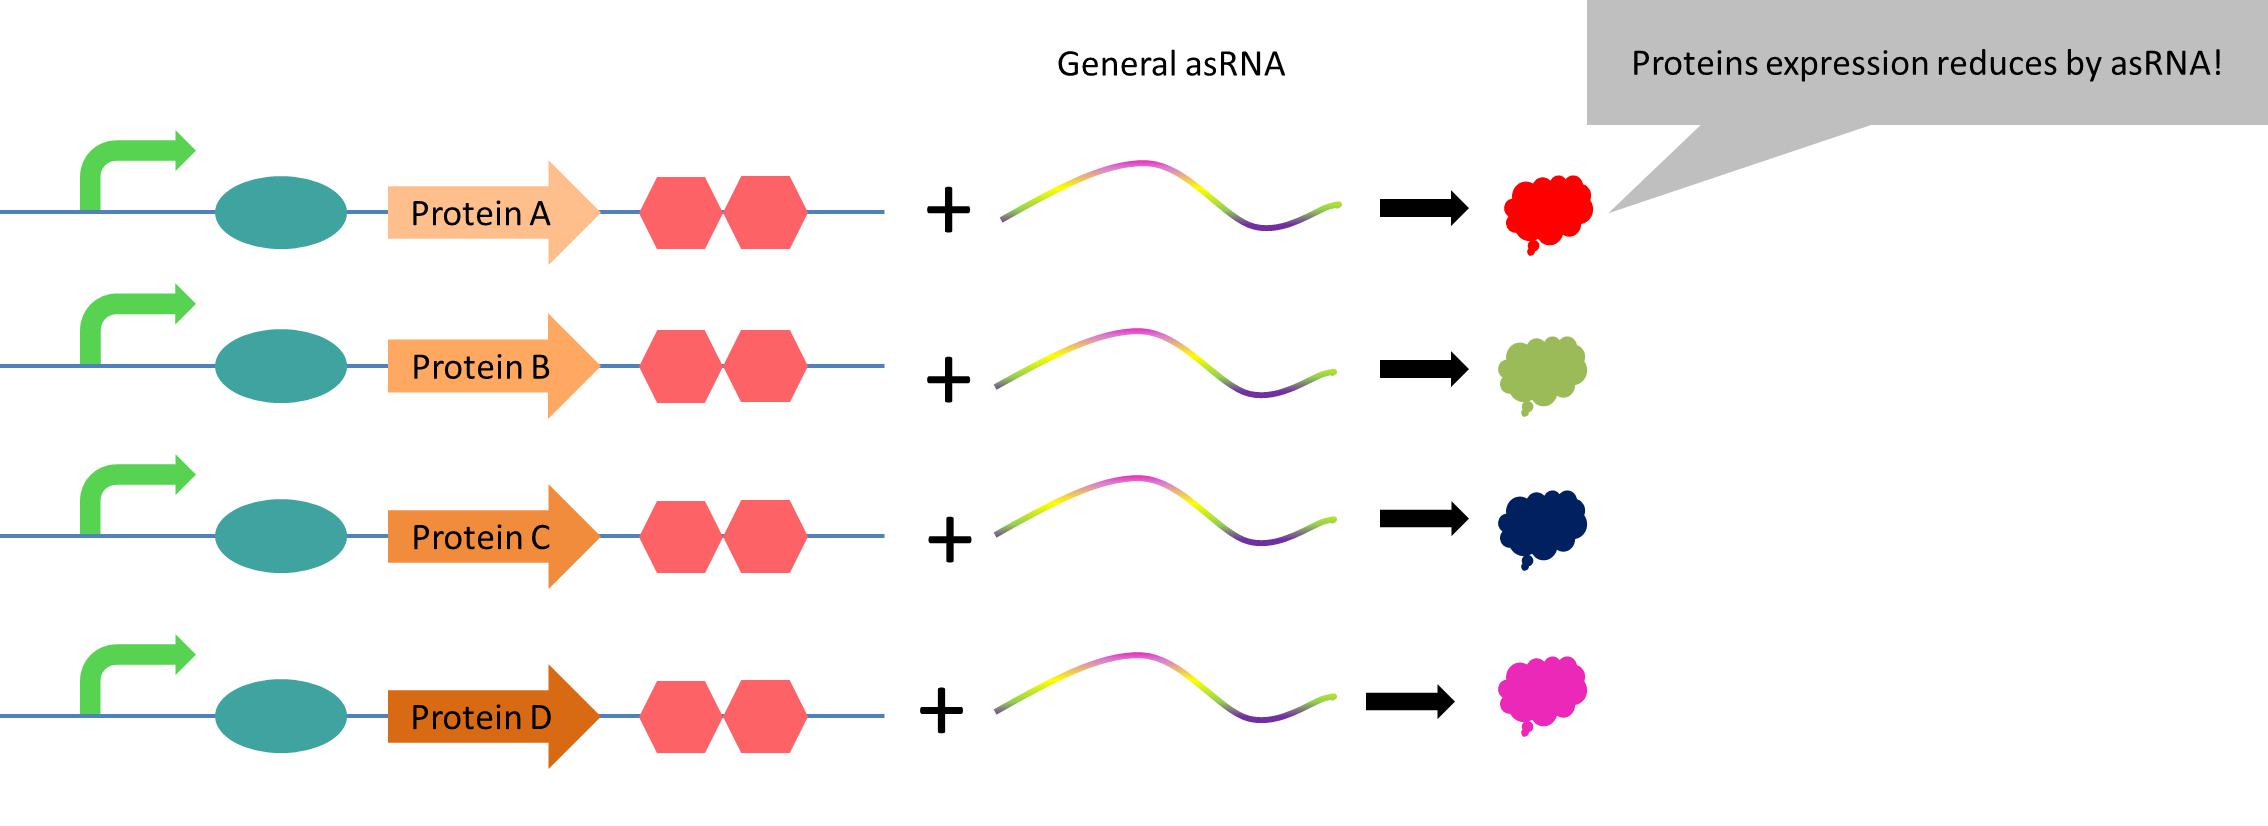 General asRNA
Proteins expression reduces by asRNA!
Protein A
Protein B
Protein C
Protein D